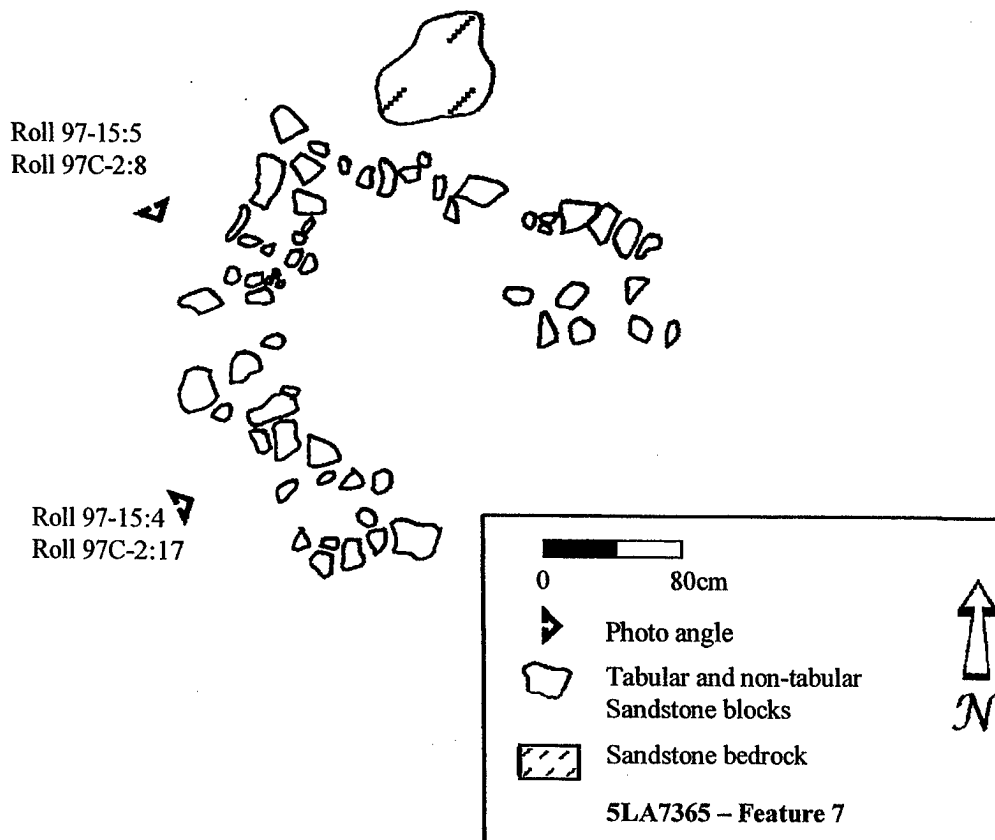 Roll 97-15:5
Roll 97C-2:8
Roll 97-15:4
Roll 97C-2:17
0 80cm
Photo angle
Tabular and non-tabular
Sandstone blocks
N
Sandstone bedrock
5LA7365 – Feature 7